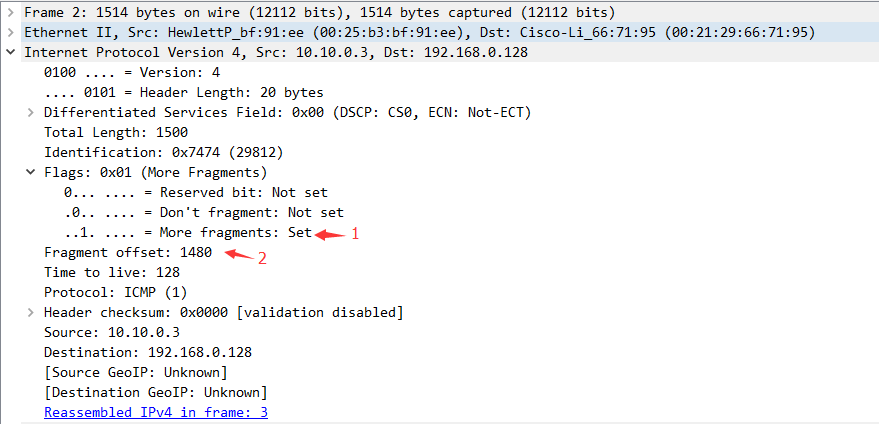 Frame 2: 1514 bytes on wire (12112 bits), 1514 bytes captured (12112 bits)
Ethernet II, Src: HewlettP_bf:91:ee (00:25:b3:bf:91:ee), Dst: Cisco-Li_66:71:95 (00:21:29:66:71:95)
Internet Protocol Version 4, Src: 10.10.0.3, Dst: 192.168.0.128
0100 .... = Version: 4
.... 0101 = Header Length: 20 bytes
Differentiated Services Field: 0x00 (DSCP: CS0, ECN: Not-ECT)
Total Length: 1500
Identification: 0x7474 (29812)
Flags: 0x01 (More Fragments)
0... .... = Reserved bit: Not set
.0.. .... = Don't fragment: Not set
..1. .... = More fragments: Set 1
Fragment offset: 1480 2
Time to live: 128
Protocol: ICMP (1)
Header checksum: 0x0000 [validation disabled]
Source: 10.10.0.3
Destination: 192.168.0.128
[Source GeoIP: Unknown]
[Destination GeoIP: Unknown]
Reassembled IPv4 in frame: 3